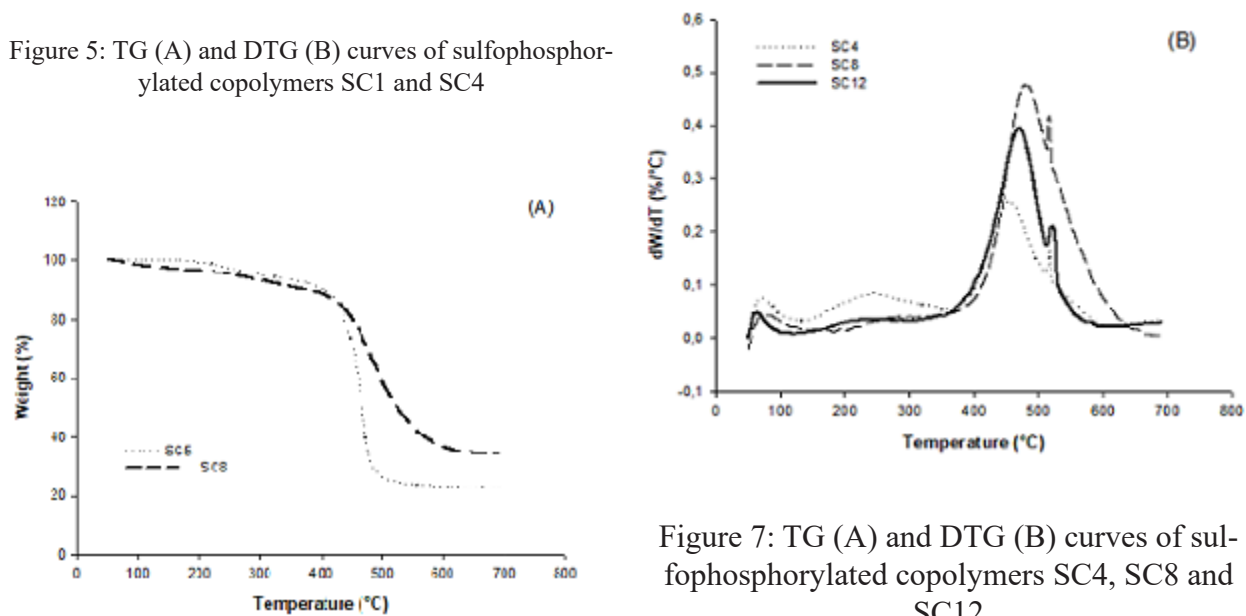 Figure 5: TG (A) and DTG (B) curves of sulfophosphor-
ylated copolymers SC1 and SC4
120
100
80
60
40
20
0
Weight (%)
(A)
SC8
0 100 200 300 400 500 600 700 800
Temperature (°C)
0,6
0,5
0,4
0,3
0,2
0,1
0,0
-0,1
dW/dT (%/°C)
(B)
SC4
SC8
SC12
0 100 200 300 400 500 600 700 800
Temperature (°C)
Figure 7: TG (A) and DTG (B) curves of sul-
fophosphorylated copolymers SC4, SC8 and
SC12